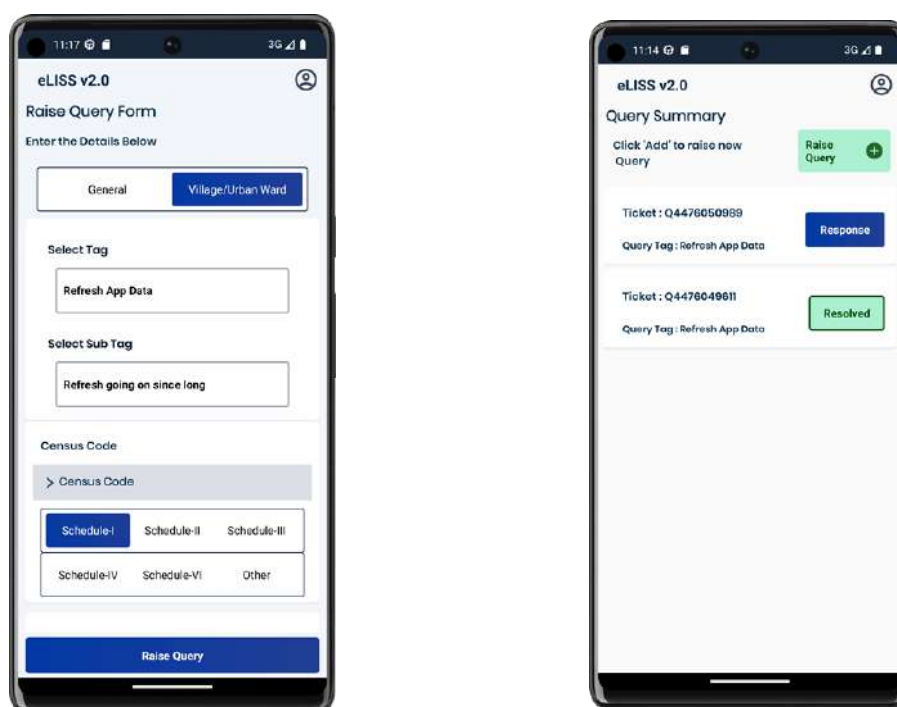 11:17 3G
eLISS v2.0
Raise Query Form
Enter the Details Below
General Village/Urban Ward
Select Tag
Refresh App Data
Select Sub Tag
Refresh going on since long
Census Code
> Census Code
Schedule-I Schedule-II Schedule-III
Schedule-IV Schedule-VI Other
Raise Query
11:14 3G
eLISS v2.0
Query Summary
Click 'Add' to raise new
Query
Raise
Query
Ticket : Q4476050989
Query Tag : Refresh App Data
Response
Ticket : Q4476049611
Query Tag : Refresh App Data
Resolved